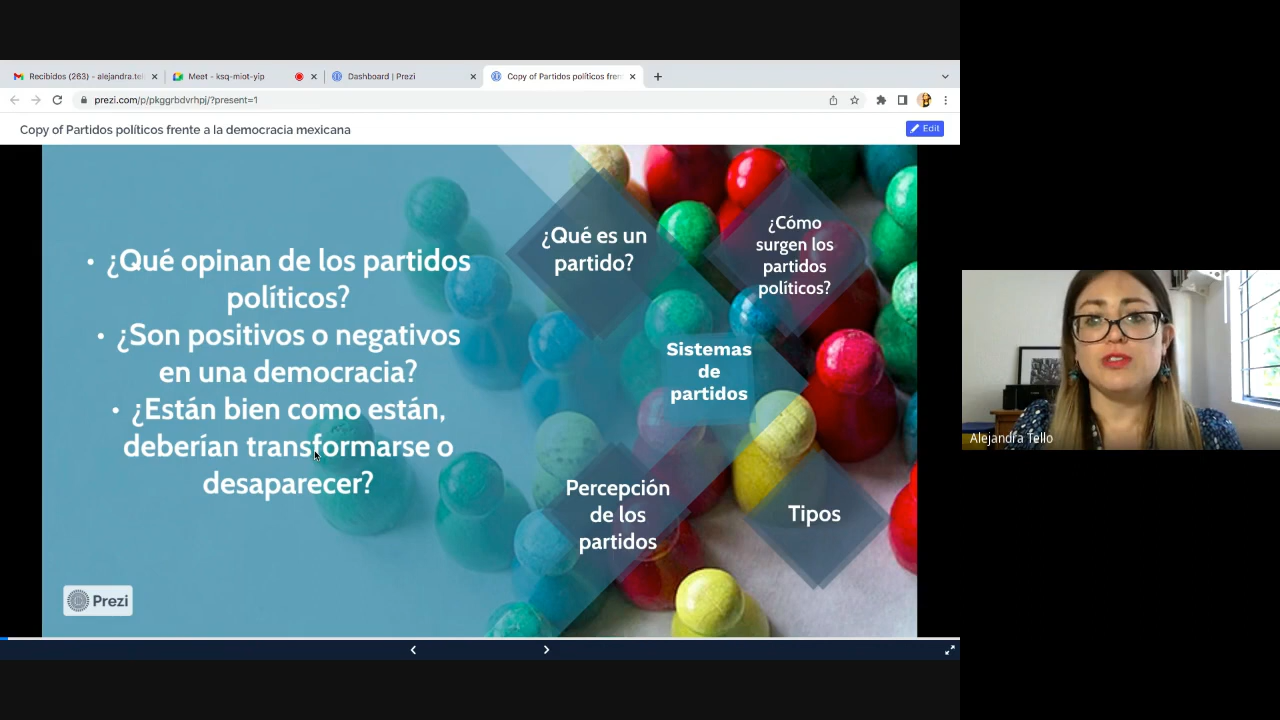 Recibidos (263) - alejandra.tel
Meet - ksq-miot-yip
Dashboard | Prezi
Copy of Partidos políticos fren
prezi.com/p/pkggrbdvrhpj/?present=1
Copy of Partidos políticos frente a la democracia mexicana
Edit
• ¿Qué opinan de los partidos
políticos?
• ¿Son positivos o negativos
en una democracia?
• ¿Están bien como están,
deberían transformarse o
desaparecer?
¿Qué es un
partido?
¿Cómo
surgen los
partidos
políticos?
Sistemas
de
partidos
Percepción
de los
partidos
Tipos
Prezi
Alejandra Tello